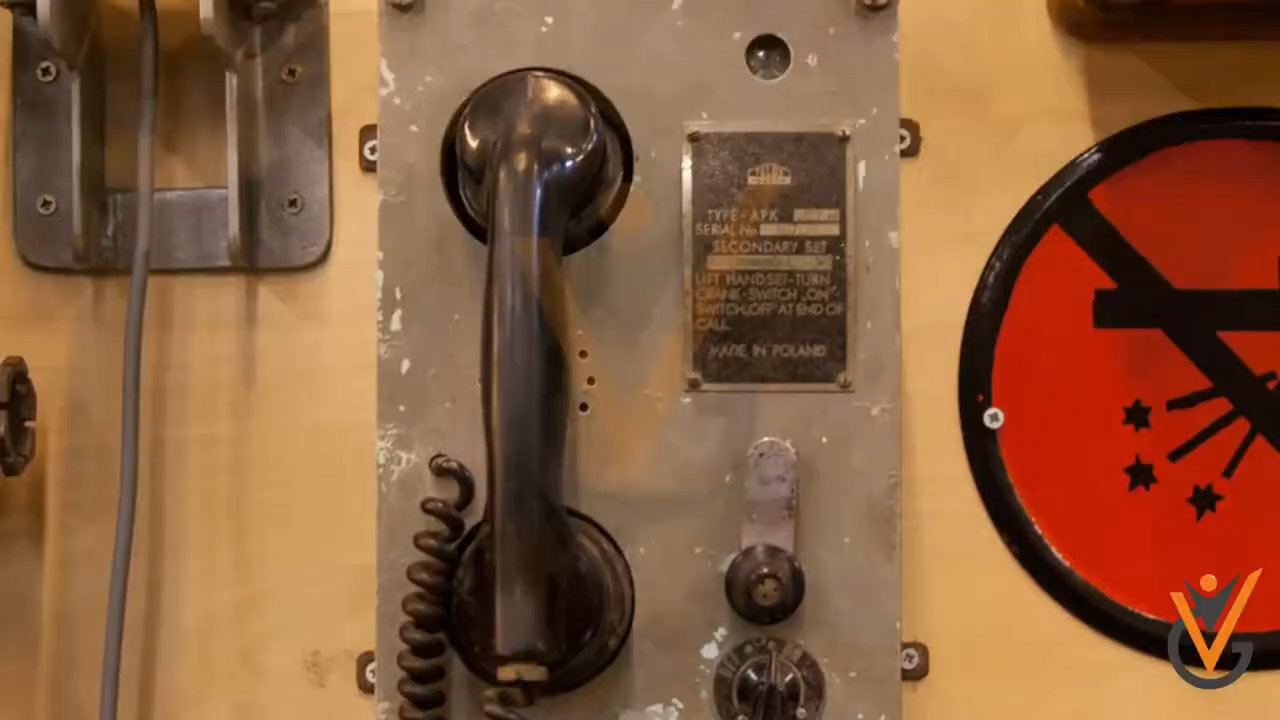 TYPE-APK
SERIAL No
SECONDARY SET
LIFT HANDSET-TURN
CRANK-SWITCH „ON"-
SWITCH„OFF" AT END OF
CALL.
MADE IN POLAND